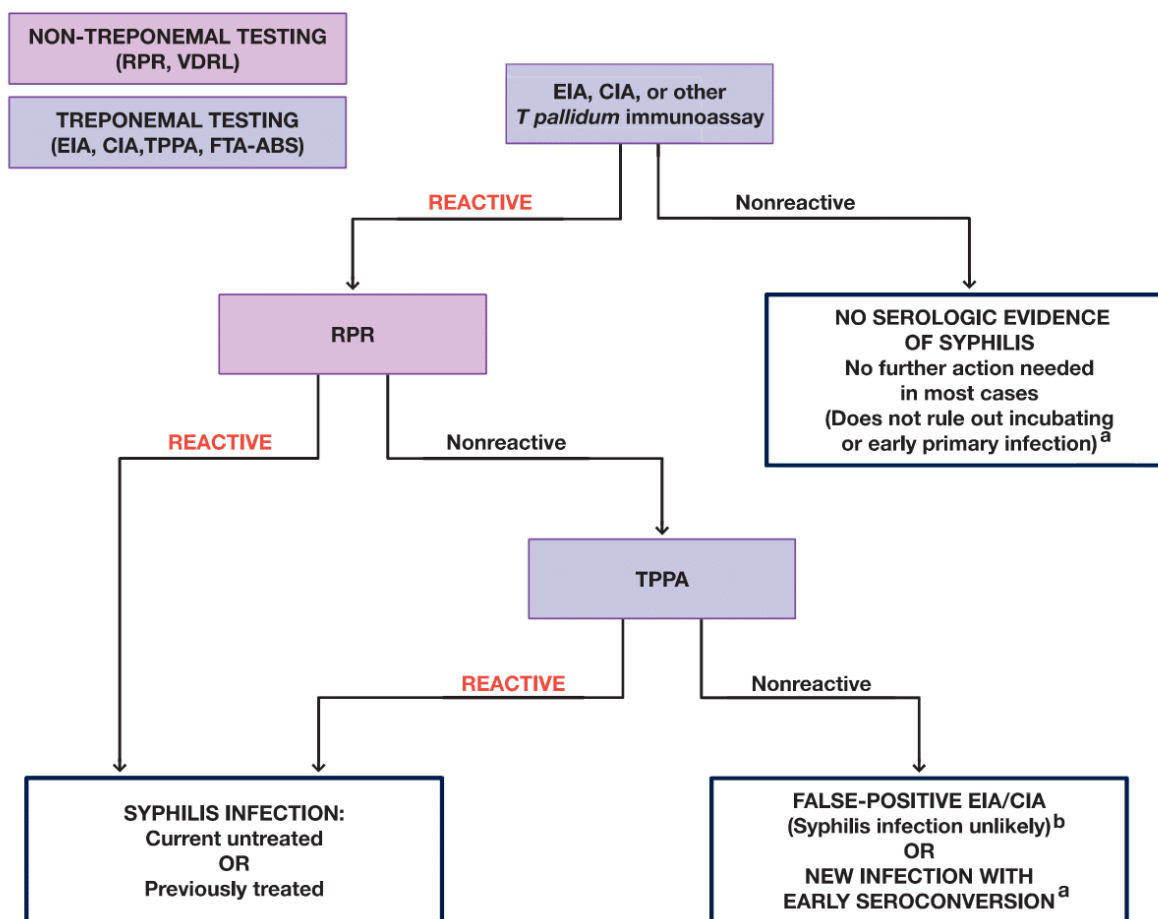 NON-TREPONEMAL TESTING
(RPR, VDRL)
TREPONEMAL TESTING
(EIA, CIA,TPPA, FTA-ABS)
EIA, CIA, or other
T pallidum immunoassay
REACTIVE
Nonreactive
RPR
NO SEROLOGIC EVIDENCE
OF SYPHILIS
No further action needed
in most cases
(Does not rule out incubating
or early primary infection)a
REACTIVE
Nonreactive
TPPA
REACTIVE
Nonreactive
SYPHILIS INFECTION:
Current untreated
OR
Previously treated
FALSE-POSITIVE EIA/CIA
(Syphilis infection unlikely)b
OR
NEW INFECTION WITH
EARLY SEROCONVERSIONa